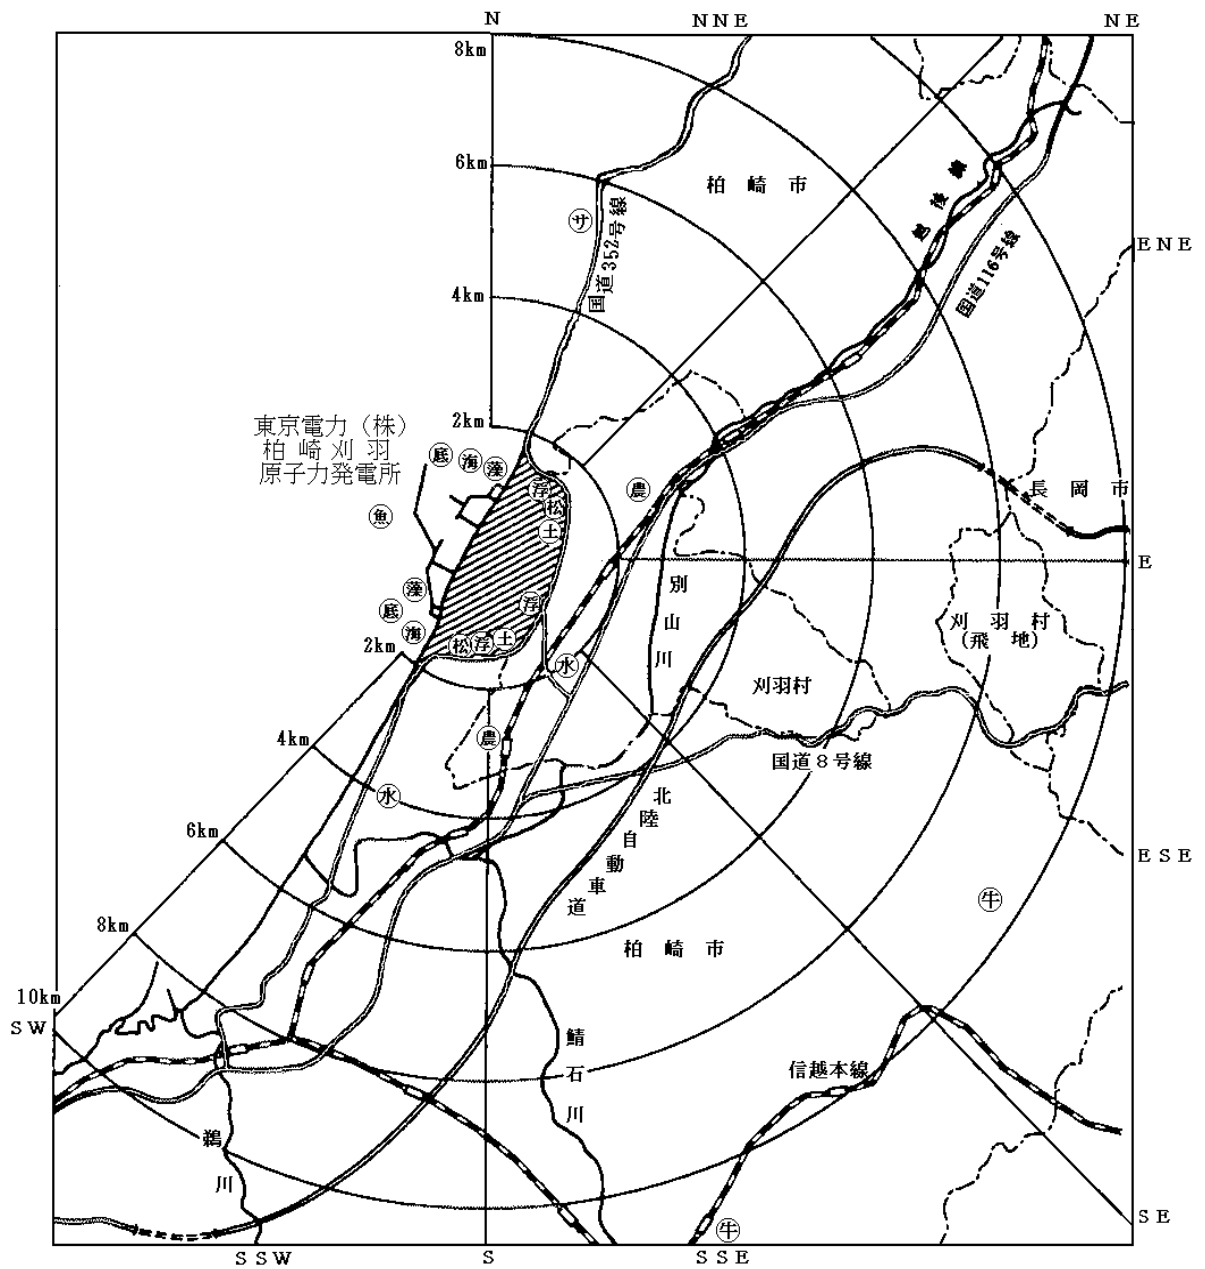 N
NNE
NE
8km
6km
柏崎市
越後線
サ
国道352号線
ENE
国道116号線
4km
2km
東京電力（株）
柏崎刈羽
原子力発電所
底
海
藻
浮
松
土
農
魚
長岡市
E
藻
底
海
浮
別山川
刈羽村
(飛地)
松
浮
土
2km
水
刈羽村
4km
農
国道8号線
水
北陸自動車道
6km
ESE
牛
8km
柏崎市
10km
SW
鯖石川
信越本線
鵜川
SE
牛
SSW
S
SSE